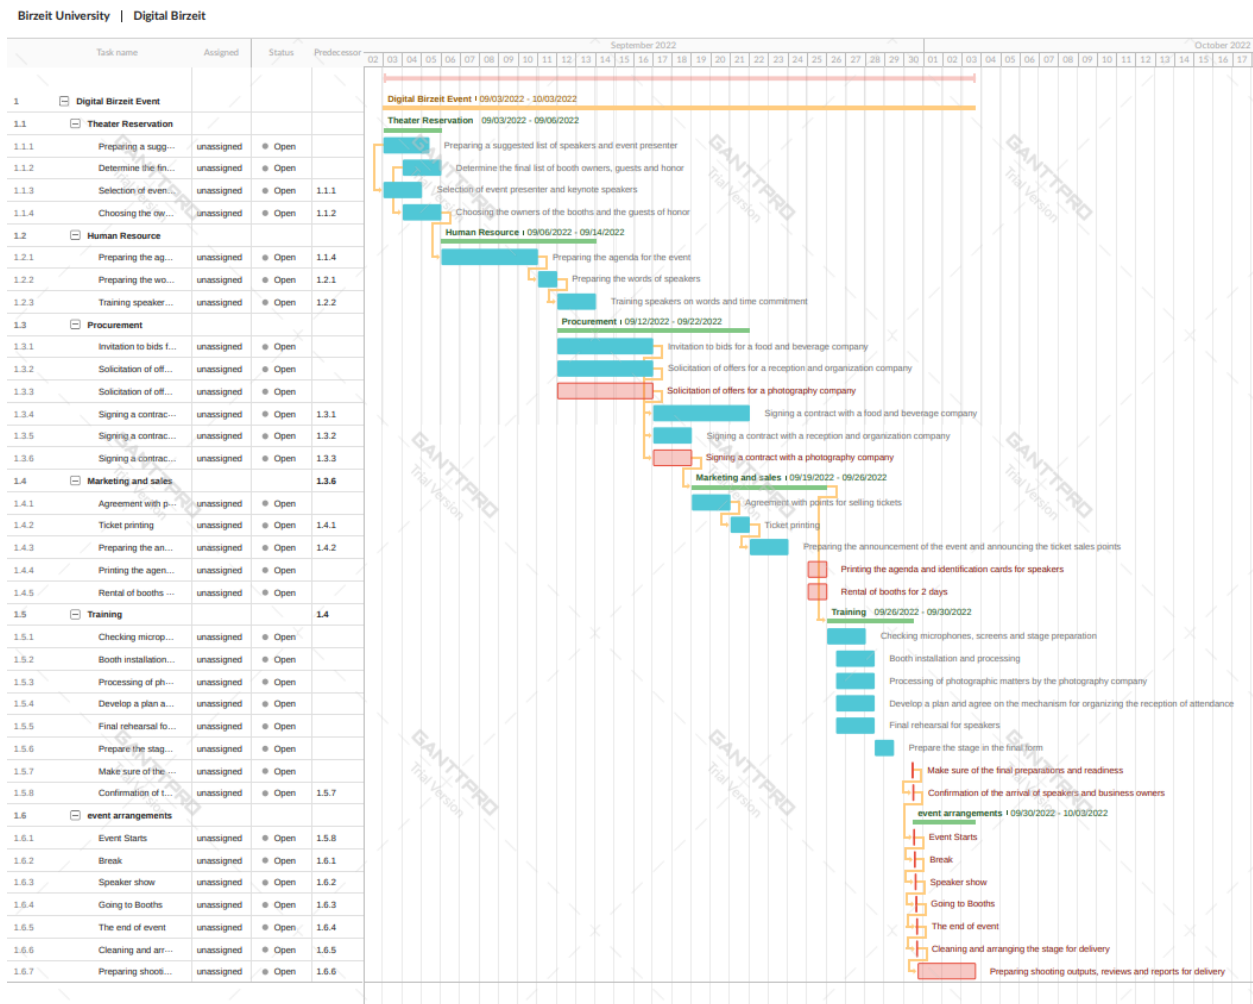 Birzeit University | Digital Birzeit
Task name Assigned Status Predecessor September 2022 October 2022
02 03 04 05 06 07 08 09 10 11 12 13 14 15 16 17 18 19 20 21 22 23 24 25 26 27 28 29 30 01 02 03 04 05 06 07 08 09 10 11 12 13 14 15 16 17
1 Digital Birzeit Event Digital Birzeit Event 09/03/2022 - 10/03/2022
1.1 Theater Reservation Theater Reservation 09/03/2022 - 09/06/2022
1.1.1 Preparing a sugg... unassigned Open Preparing a suggested list of speakers and event presenter
1.1.2 Determine the fin... unassigned Open Determine the final list of booth owners, guests and honor
1.1.3 Selection of even... unassigned Open 1.1.1 Selection of event presenter and keynote speakers
1.1.4 Choosing the ow... unassigned Open 1.1.2 Choosing the owners of the booths and the guests of honor
1.2 Human Resource Human Resource 09/06/2022 - 09/14/2022
1.2.1 Preparing the ag... unassigned Open 1.1.4 Preparing the agenda for the event
1.2.2 Preparing the wo... unassigned Open 1.2.1 Preparing the words of speakers
1.2.3 Training speaker... unassigned Open 1.2.2 Training speakers on words and time commitment
1.3 Procurement Procurement 09/12/2022 - 09/22/2022
1.3.1 Invitation to bids f... unassigned Open Invitation to bids for a food and beverage company
1.3.2 Solicitation of off... unassigned Open Solicitation of offers for a reception and organization company
1.3.3 Solicitation of off... unassigned Open Solicitation of offers for a photography company
1.3.4 Signing a contrac... unassigned Open 1.3.1 Signing a contract with a food and beverage company
1.3.5 Signing a contrac... unassigned Open 1.3.2 Signing a contract with a reception and organization company
1.3.6 Signing a contrac... unassigned Open 1.3.3 Signing a contract with a photography company
1.4 Marketing and sales 1.3.6 Marketing and sales 09/19/2022 - 09/26/2022
1.4.1 Agreement with p... unassigned Open Agreement with points for selling tickets
1.4.2 Ticket printing unassigned Open 1.4.1 Ticket printing
1.4.3 Preparing the an... unassigned Open 1.4.2 Preparing the announcement of the event and announcing the ticket sales points
1.4.4 Printing the agen... unassigned Open Printing the agenda and identification cards for speakers
1.4.5 Rental of booths ... unassigned Open Rental of booths for 2 days
1.5 Training 1.4 Training 09/26/2022 - 09/30/2022
1.5.1 Checking microp... unassigned Open Checking microphones, screens and stage preparation
1.5.2 Booth installation... unassigned Open Booth installation and processing
1.5.3 Processing of ph... unassigned Open Processing of photographic matters by the photography company
1.5.4 Develop a plan a... unassigned Open Develop a plan and agree on the mechanism for organizing the reception of attendance
1.5.5 Final rehearsal fo... unassigned Open Final rehearsal for speakers
1.5.6 Prepare the stag... unassigned Open Prepare the stage in the final form
1.5.7 Make sure of the ... unassigned Open Make sure of the final preparations and readiness
1.5.8 Confirmation of t... unassigned Open 1.5.7 Confirmation of the arrival of speakers and business owners
1.6 event arrangements event arrangements 09/30/2022 - 10/03/2022
1.6.1 Event Starts unassigned Open 1.5.8 Event Starts
1.6.2 Break unassigned Open 1.6.1 Break
1.6.3 Speaker show unassigned Open 1.6.2 Speaker show
1.6.4 Going to Booths unassigned Open 1.6.3 Going to Booths
1.6.5 The end of event unassigned Open 1.6.4 The end of event
1.6.6 Cleaning and arr... unassigned Open 1.6.5 Cleaning and arranging the stage for delivery
1.6.7 Preparing shooti... unassigned Open 1.6.6 Preparing shooting outputs, reviews and reports for delivery
GANTTPRO
Trial Version
GANTTPRO
Trial Version
GANTTPRO
Trial Version
GANTTPRO
Trial Version
GANTTPRO
Trial Version
GANTTPRO
Trial Version
GANTTPRO
Trial Version
GANTTPRO
Trial Version
GANTTPRO
Trial Version
GANTTPRO
Trial Version
GANTTPRO
Trial Version
GANTTPRO
Trial Version